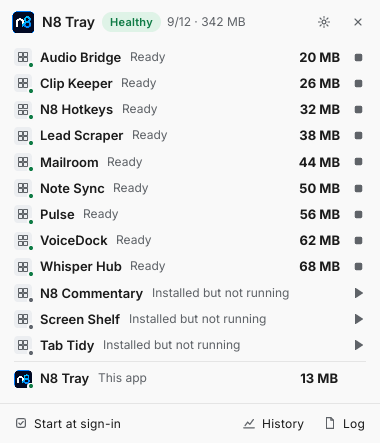 N8 Tray Healthy 9/12 · 342 MB
Audio Bridge Ready 20 MB
Clip Keeper Ready 26 MB
N8 Hotkeys Ready 32 MB
Lead Scraper Ready 38 MB
Mailroom Ready 44 MB
Note Sync Ready 50 MB
Pulse Ready 56 MB
VoiceDock Ready 62 MB
Whisper Hub Ready 68 MB
N8 Commentary Installed but not running
Screen Shelf Installed but not running
Tab Tidy Installed but not running
N8 Tray This app 13 MB
Start at sign-in History Log